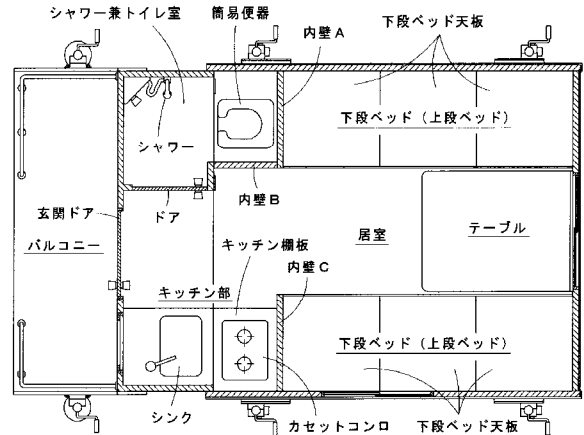 シャワー兼トイレ室
簡易便器
内壁A
下段ベッド天板
下段ベッド（上段ベッド）
シャワー
内壁B
玄関ドア
ドア
バルコニー
居室
テーブル
キッチン棚板
内壁C
キッチン部
下段ベッド（上段ベッド）
シンク
カセットコンロ
下段ベッド天板